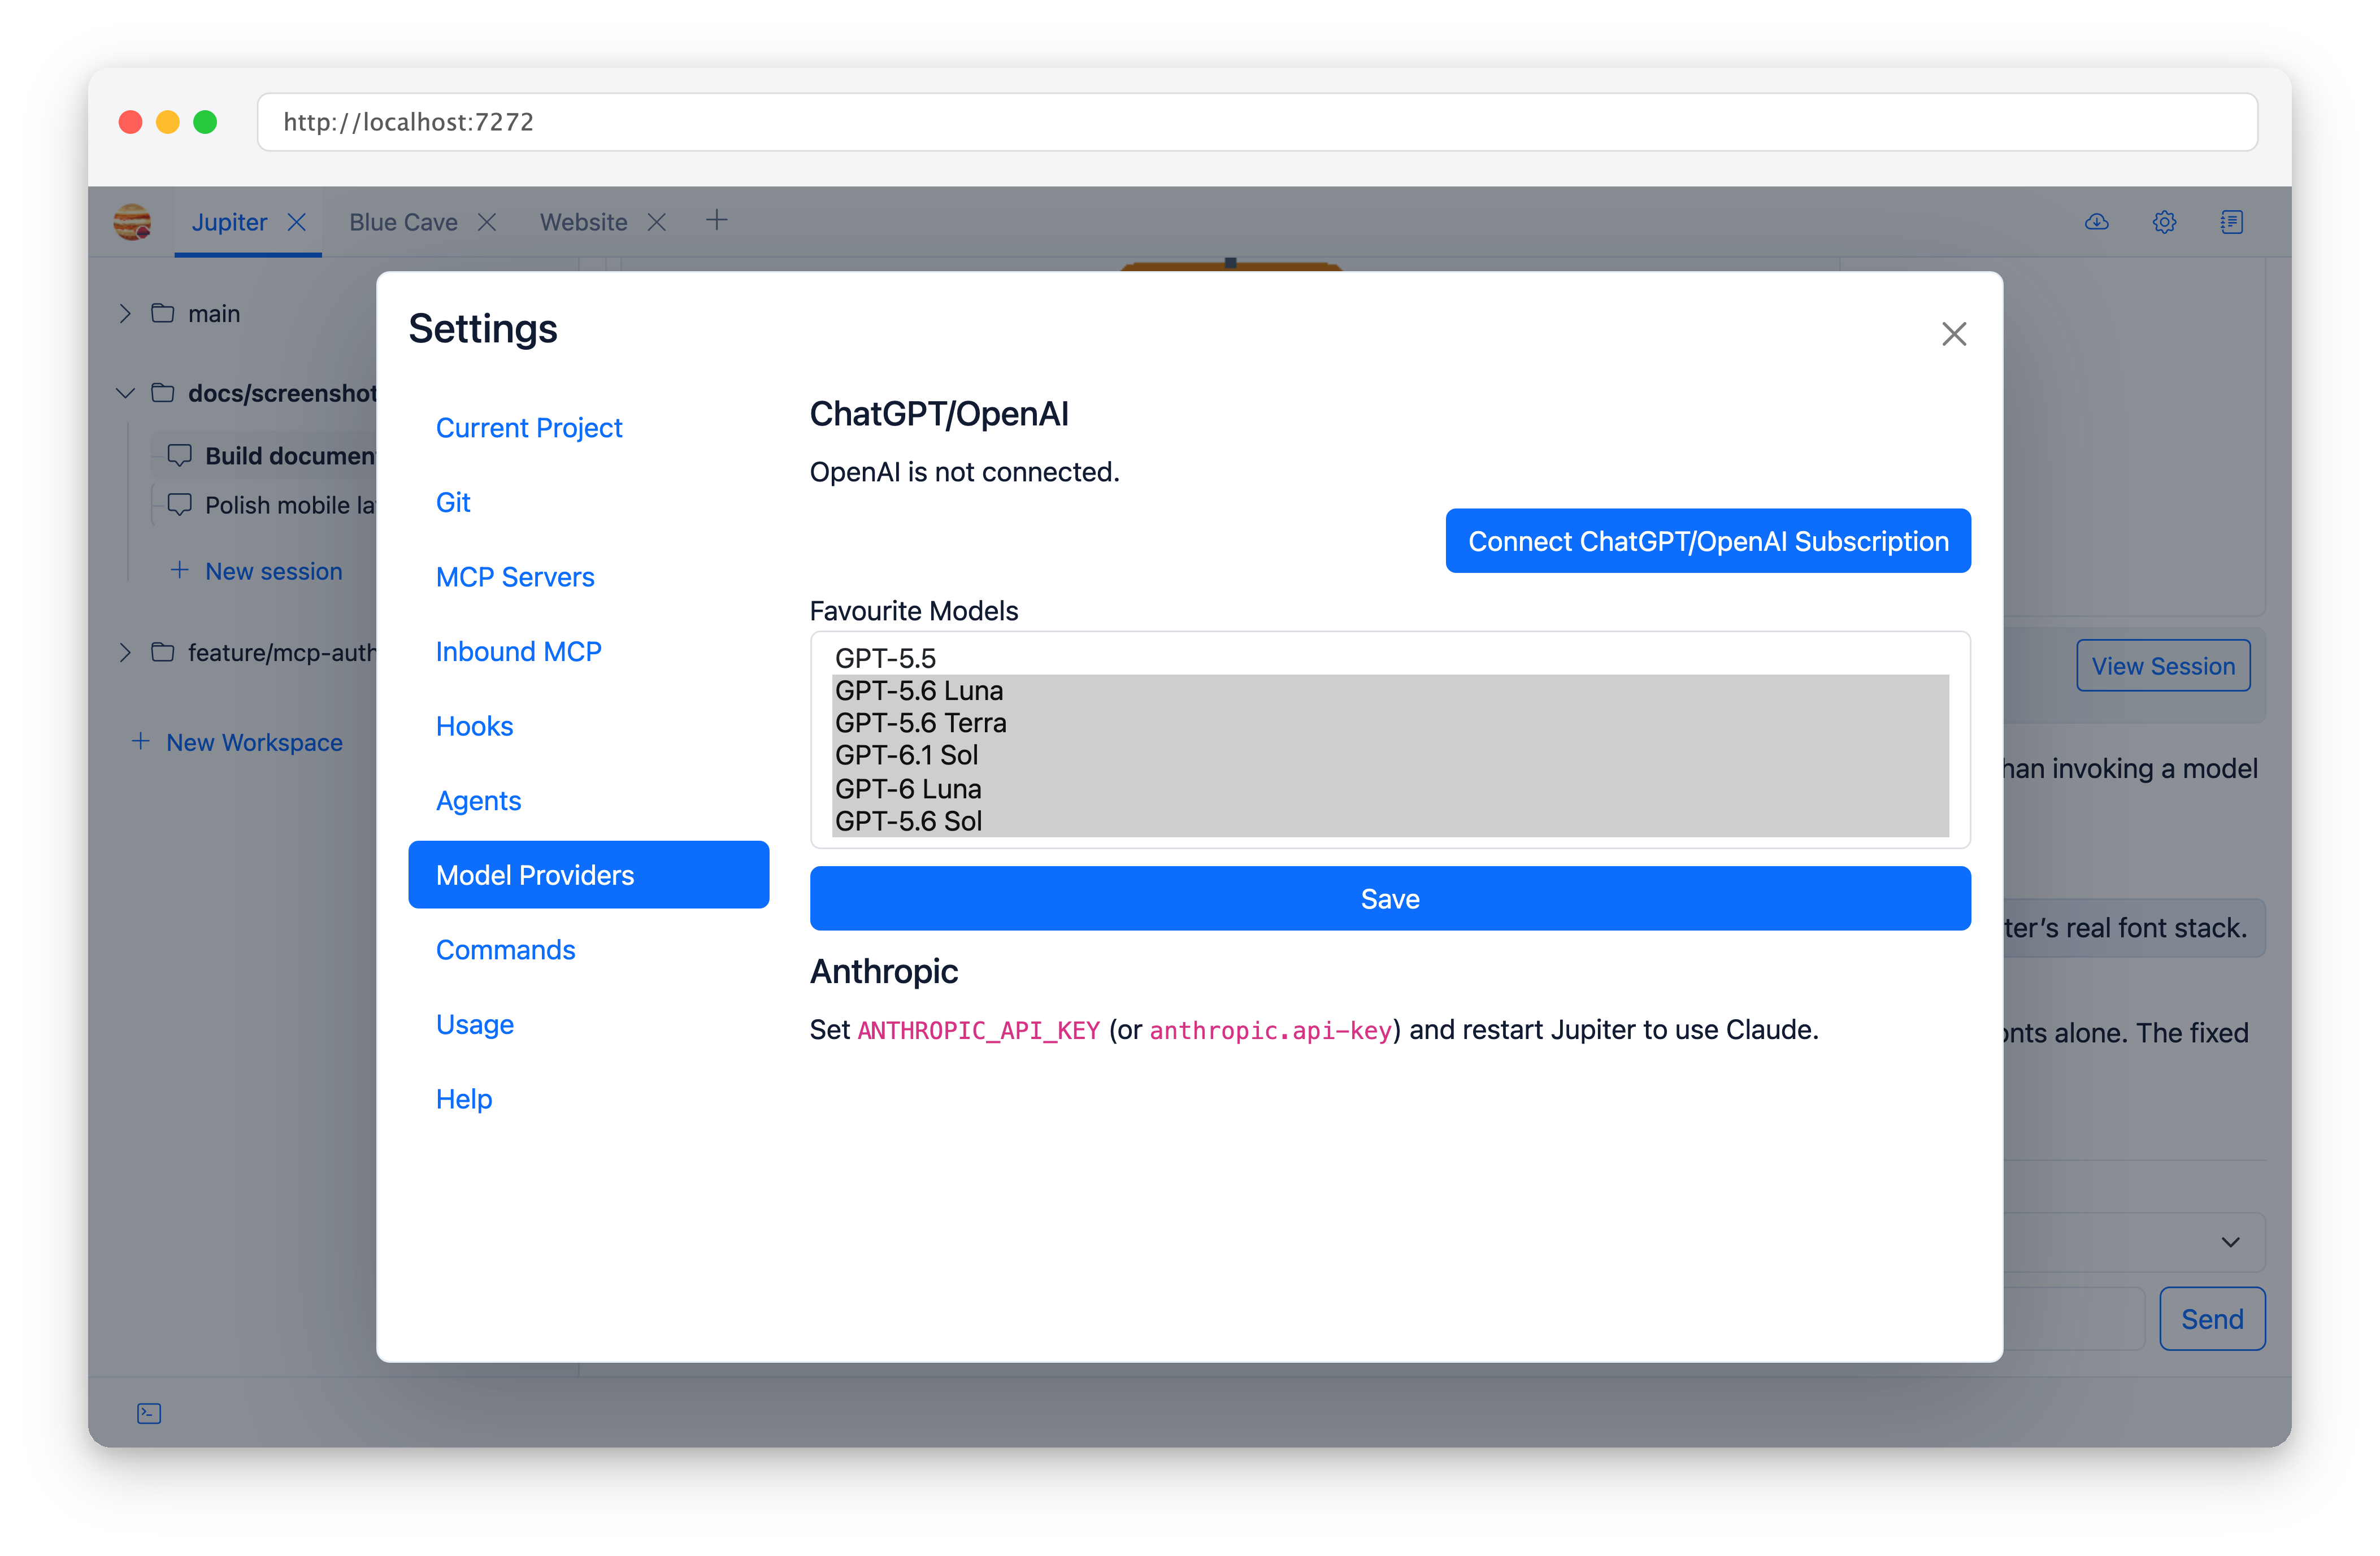 http://localhost:7272
Jupiter
Blue Cave
Website
main
docs/screenshot
Build documen
Polish mobile la
New session
feature/mcp-auth
New Workspace
Settings
Current Project
Git
MCP Servers
Inbound MCP
Hooks
Agents
Model Providers
Commands
Usage
Help
ChatGPT/OpenAI
OpenAI is not connected.
Connect ChatGPT/OpenAI Subscription
Favourite Models
GPT-5.5
GPT-5.6 Luna
GPT-5.6 Terra
GPT-6.1 Sol
GPT-6 Luna
GPT-5.6 Sol
Save
Anthropic
Set ANTHROPIC_API_KEY (or anthropic.api-key) and restart Jupiter to use Claude.
View Session
han invoking a model
ter’s real font stack.
onts alone. The fixed
Send